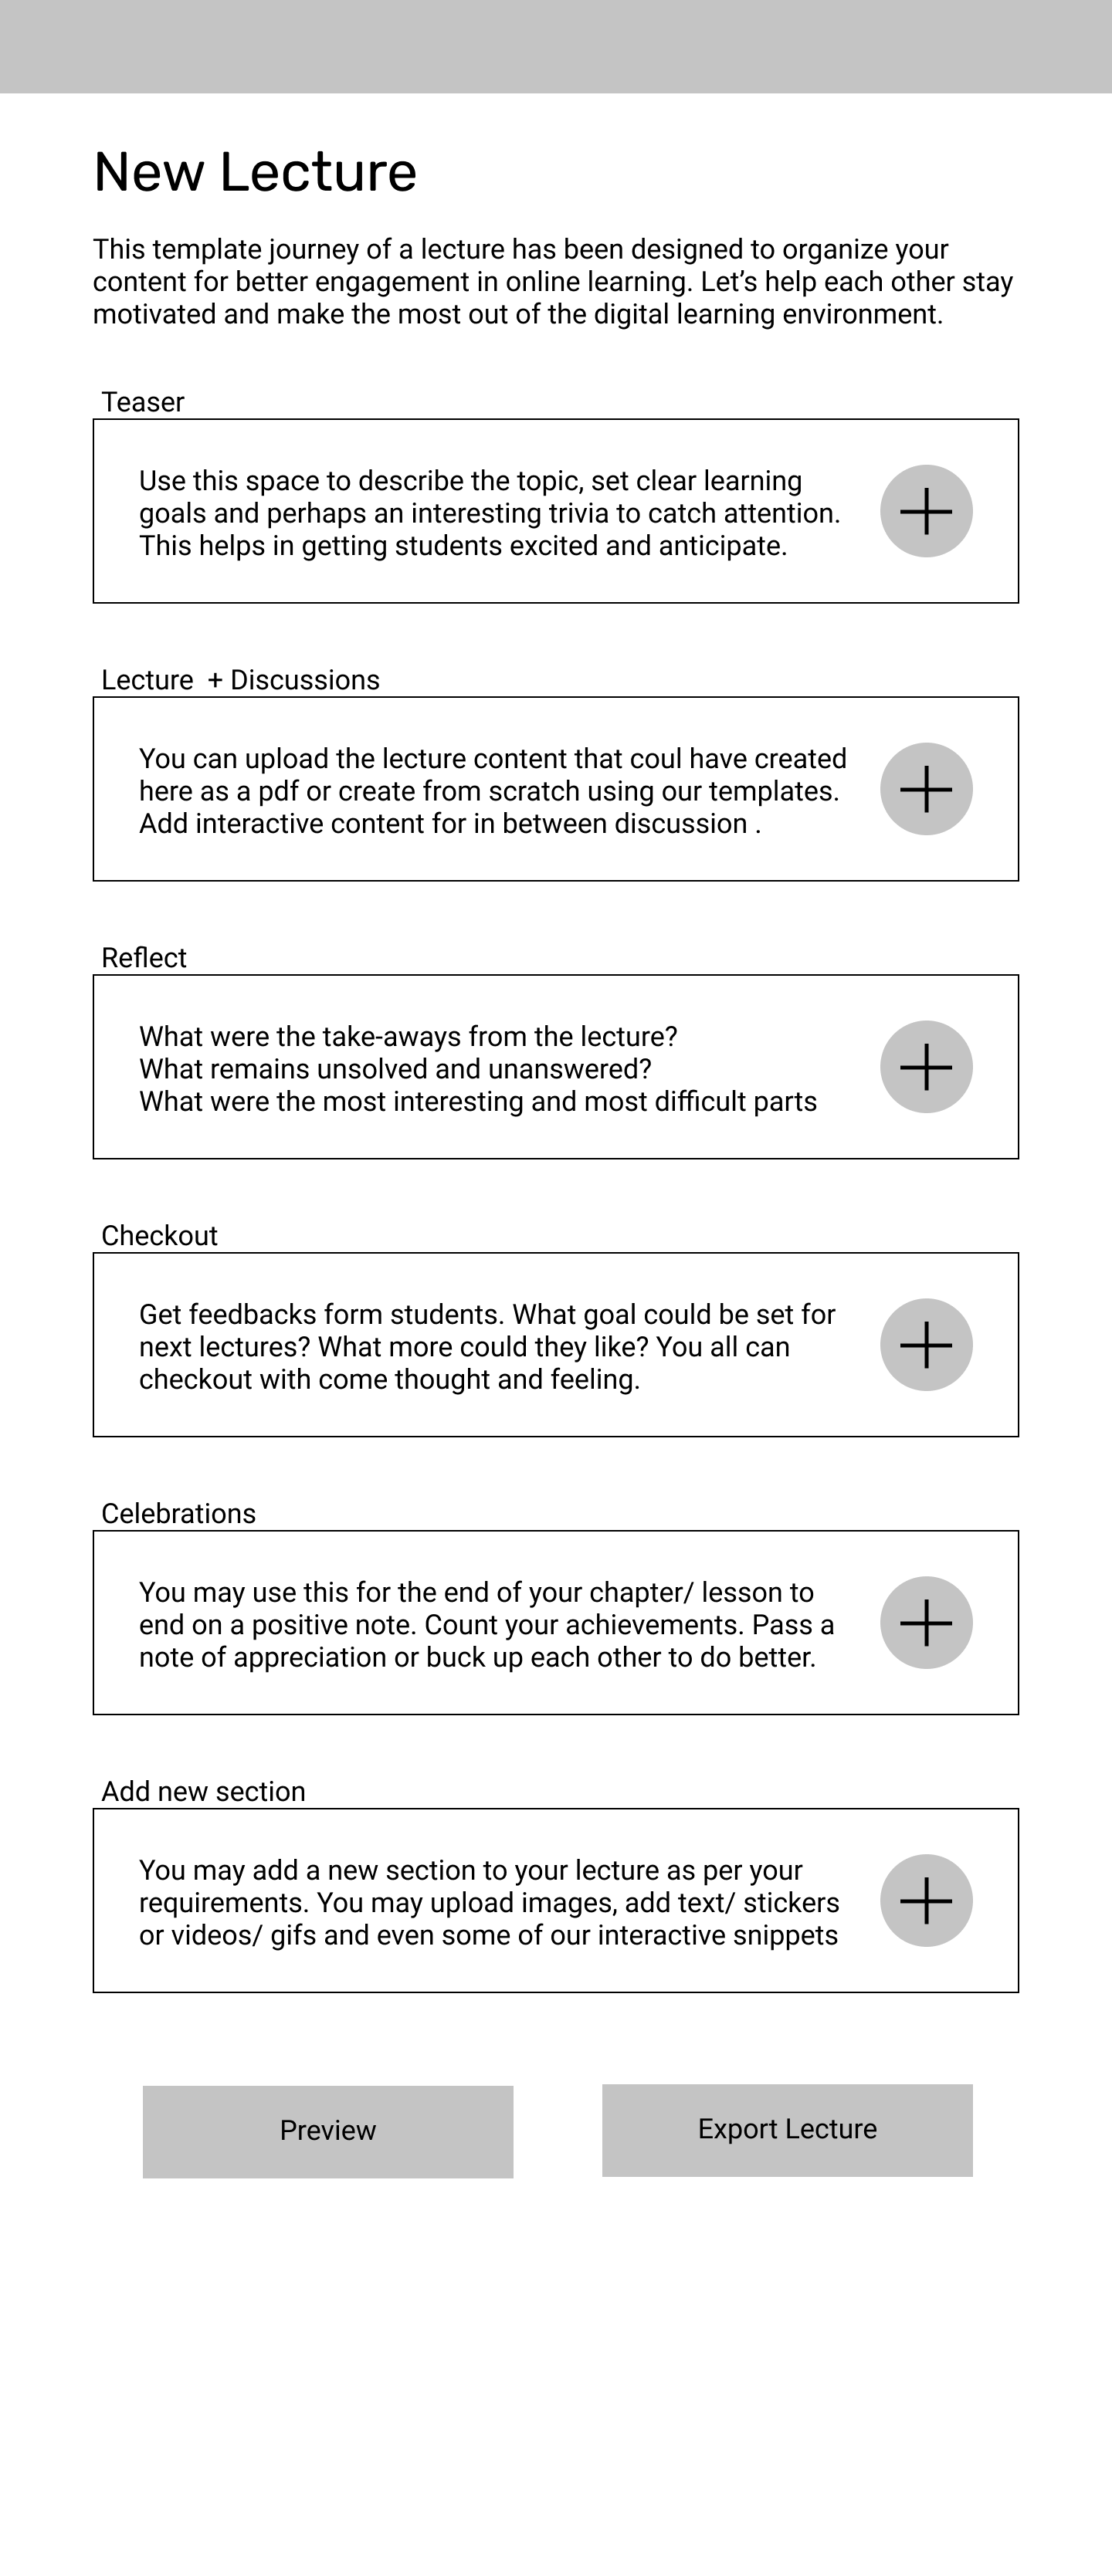 New Lecture
This template journey of a lecture has been designed to organize your
content for better engagement in online learning. Let’s help each other stay
motivated and make the most out of the digital learning environment.
Teaser
Use this space to describe the topic, set clear learning
goals and perhaps an interesting trivia to catch attention.
This helps in getting students excited and anticipate.
Lecture  + Discussions
You can upload the lecture content that coul have created
here as a pdf or create from scratch using our templates.
Add interactive content for in between discussion .
Reflect
What were the take-aways from the lecture?
What remains unsolved and unanswered?
What were the most interesting and most difficult parts
Checkout
Get feedbacks form students. What goal could be set for
next lectures? What more could they like? You all can
checkout with come thought and feeling.
Celebrations
You may use this for the end of your chapter/ lesson to
end on a positive note. Count your achievements. Pass a
note of appreciation or buck up each other to do better.
Add new section
You may add a new section to your lecture as per your
requirements. You may upload images, add text/ stickers
or videos/ gifs and even some of our interactive snippets
Preview
Export Lecture